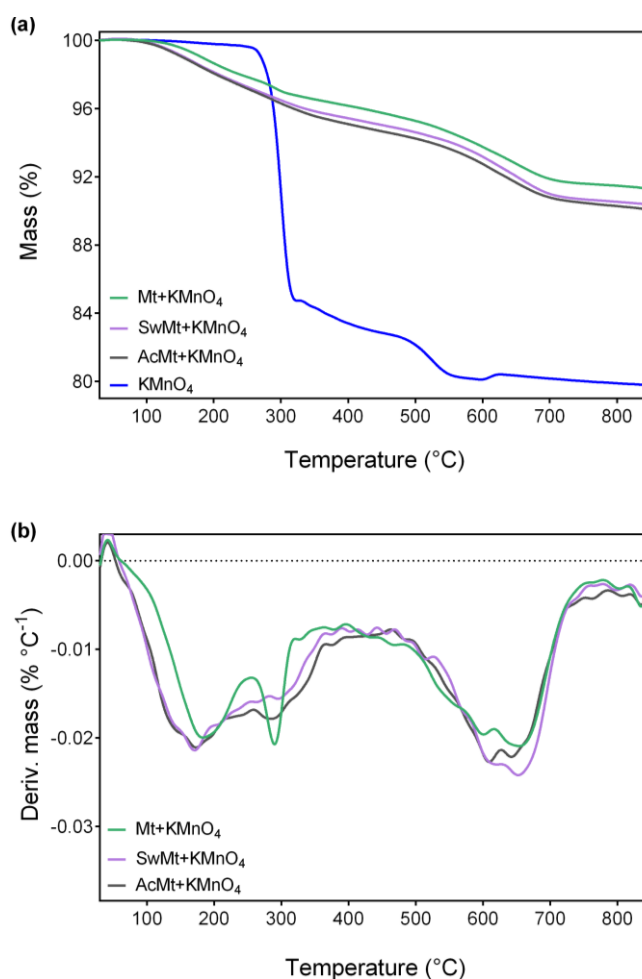 (a)
100
96
92
88
84
80
Mass (%)
Mt+KMnO₄
SwMt+KMnO₄
AcMt+KMnO₄
KMnO₄
100 200 300 400 500 600 700 800
Temperature (°C)
(b)
0.00
-0.01
-0.02
-0.03
Deriv. mass (% °C⁻¹)
Mt+KMnO₄
SwMt+KMnO₄
AcMt+KMnO₄
100 200 300 400 500 600 700 800
Temperature (°C)